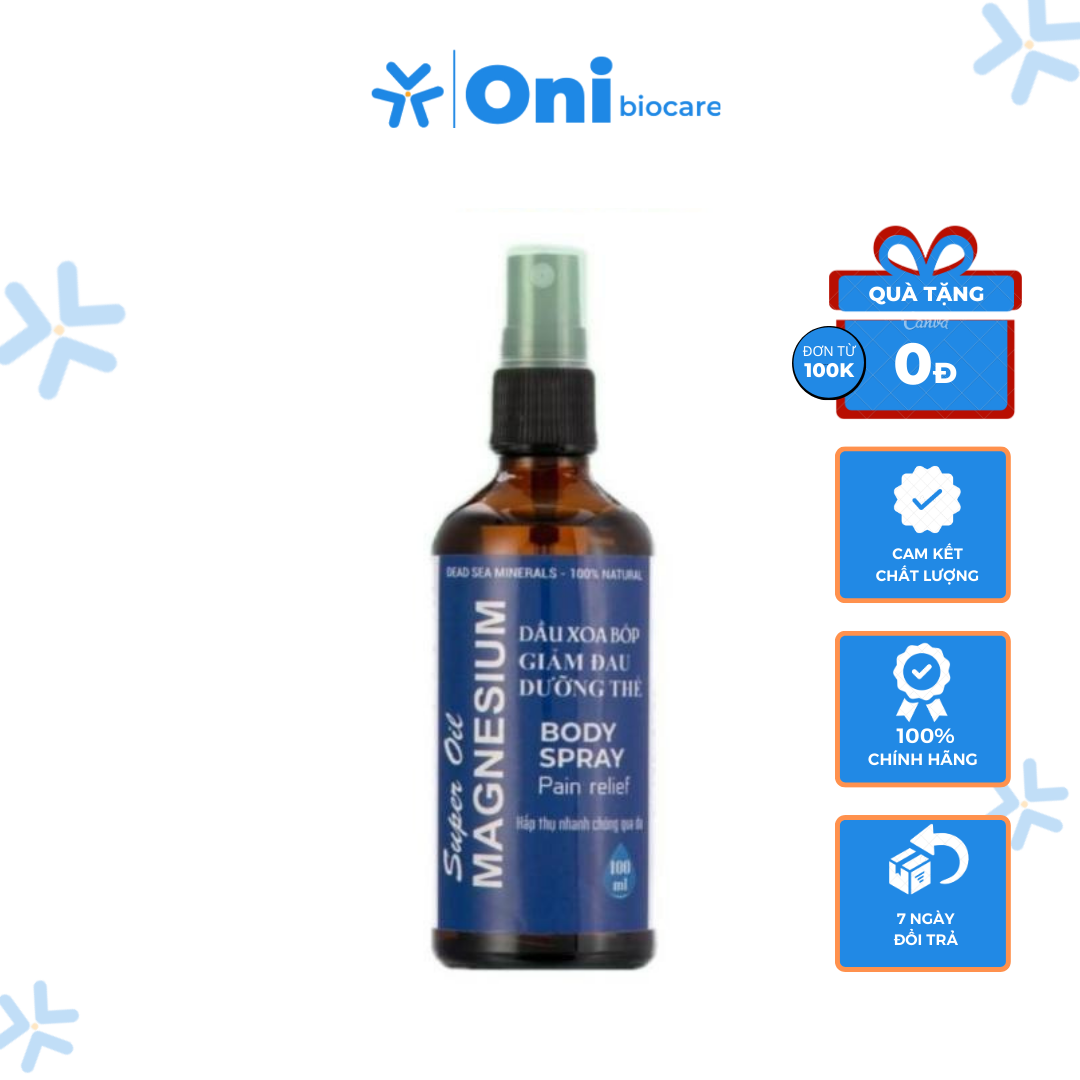 Oni biocare
QUÀ TẶNG
Canva
ĐƠN TỪ
100K
0Đ
CAM KẾT
CHẤT LƯỢNG
100%
CHÍNH HÃNG
7 NGÀY
ĐỔI TRẢ
DEAD SEA MINERALS - 100% NATURAL
Super Oil
MAGNESIUM
DẦU XOA BÓP
GIẢM ĐAU
DƯỠNG THỂ
BODY
SPRAY
Pain relief
Hấp thụ nhanh chóng qua da
100
ml